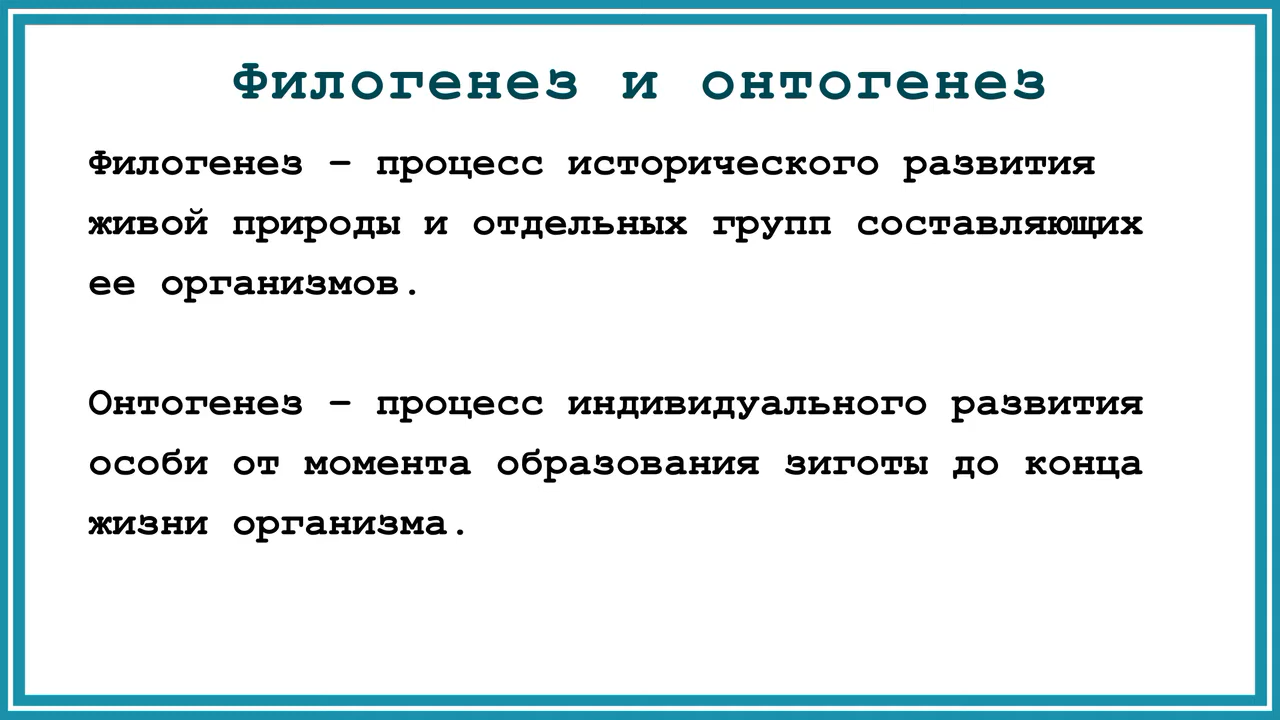 Филогенез и онтогенез
Филогенез – процесс исторического развития
живой природы и отдельных групп составляющих
ее организмов.
Онтогенез – процесс индивидуального развития
особи от момента образования зиготы до конца
жизни организма.